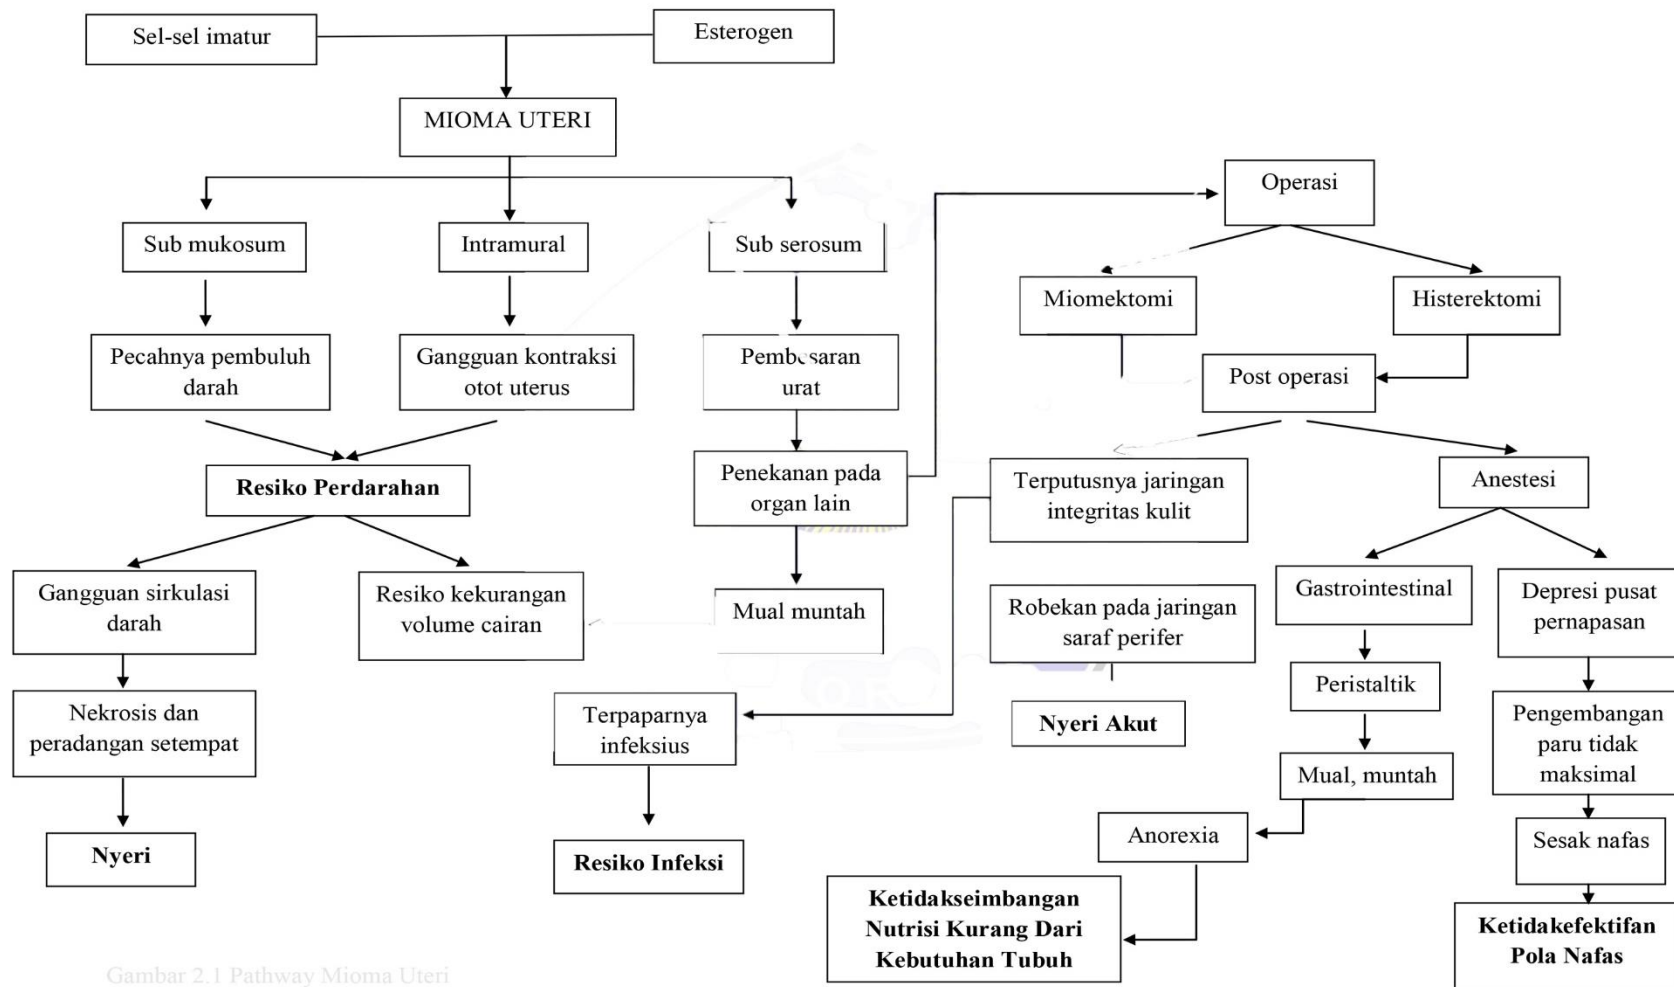 Sel-sel imatur
Esterogen
MIOMA UTERI
Operasi
Sub mukosum
Intramural
Sub serosum
Miomektomi
Histerektomi
Pecahnya pembuluh
darah
Gangguan kontraksi
otot uterus
Pembesaran
urat
Post operasi
Resiko Perdarahan
Penekanan pada
organ lain
Terputusnya jaringan
integritas kulit
Anestesi
Gangguan sirkulasi
darah
Resiko kekurangan
volume cairan
Mual muntah
Robekan pada jaringan
saraf perifer
Gastrointestinal
Depresi pusat
pernapasan
Nekrosis dan
peradangan setempat
Terpaparnya
infeksius
Nyeri Akut
Peristaltik
Pengembangan
paru tidak
maksimal
Mual, muntah
Nyeri
Resiko Infeksi
Anorexia
Sesak nafas
Ketidakseimbangan
Nutrisi Kurang Dari
Kebutuhan Tubuh
Ketidakefektifan
Pola Nafas
Gambar 2.1 Pathway Mioma Uteri